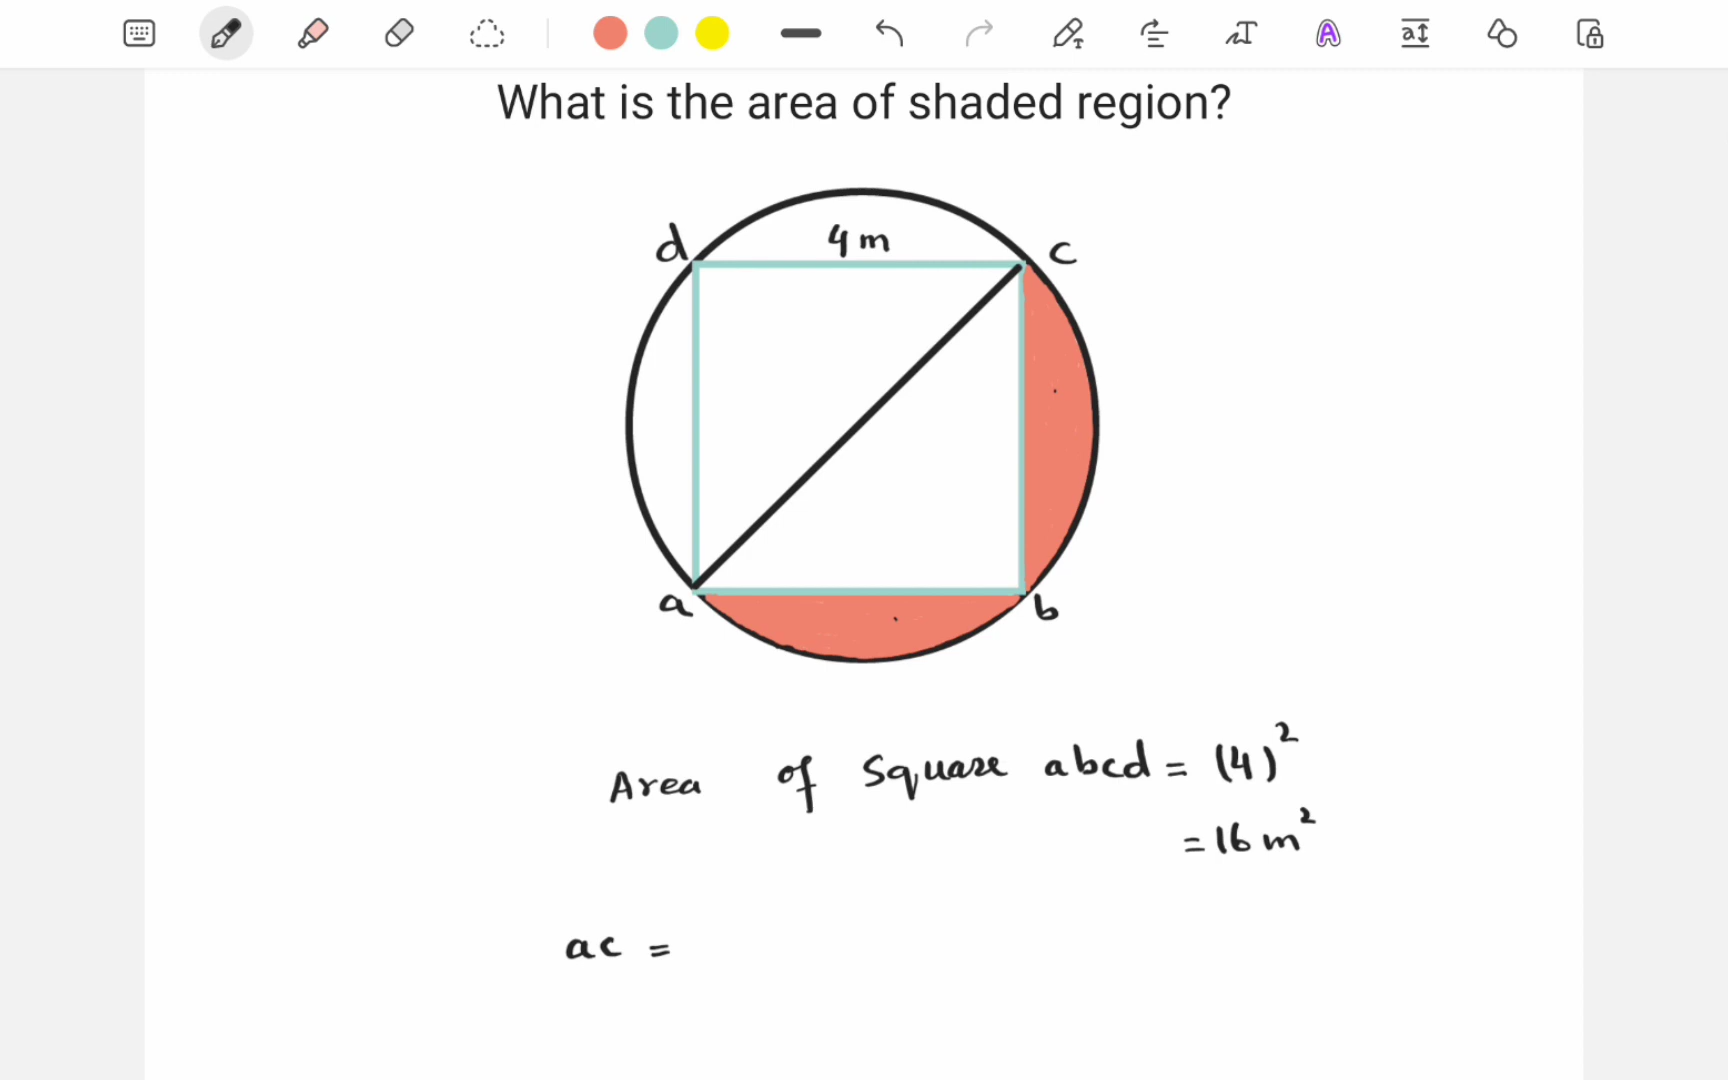 What is the area of shaded region?
d 4 m c
a b
Area of Square abcd = (4)²
= 16 m²
ac =